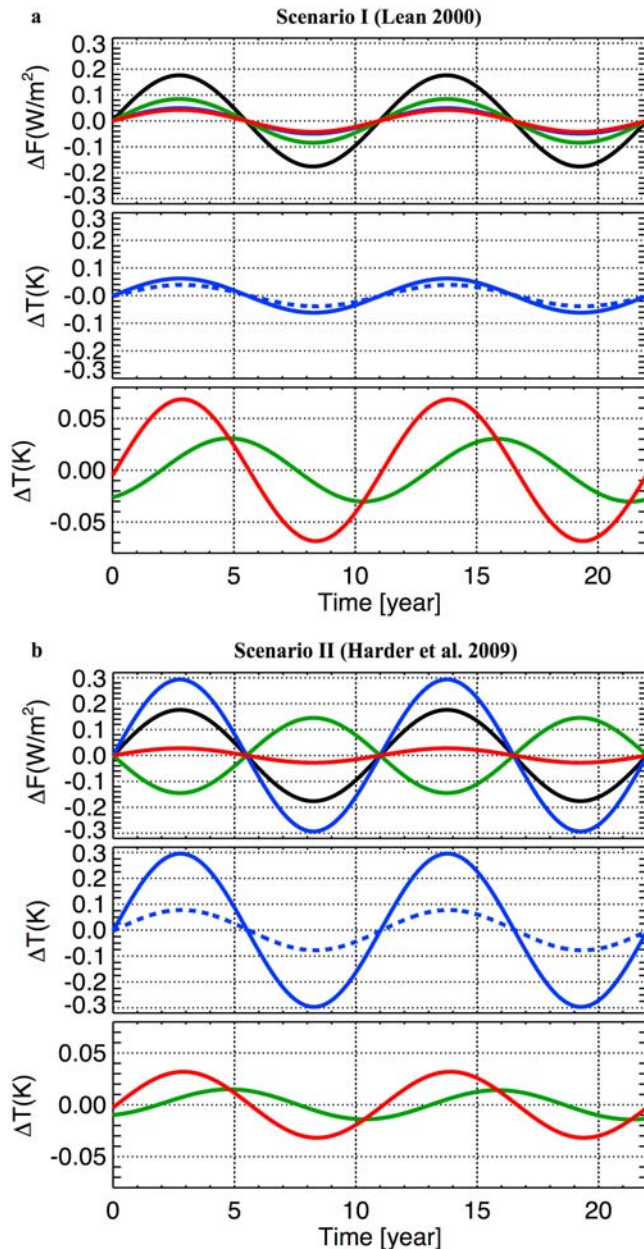 a Scenario I (Lean 2000)
0.3
0.2
0.1
0.0
-0.1
-0.2
-0.3
ΔF(W/m²)
0.3
0.2
0.1
-0.0
-0.1
-0.2
-0.3
ΔT(K)
0.05
0.00
-0.05
ΔT(K)
0 5 10 15 20
Time [year]
b Scenario II (Harder et al. 2009)
0.3
0.2
0.1
0.0
-0.1
-0.2
-0.3
ΔF(W/m²)
0.3
0.2
0.1
-0.0
-0.1
-0.2
-0.3
ΔT(K)
0.05
0.00
-0.05
ΔT(K)
0 5 10 15 20
Time [year]